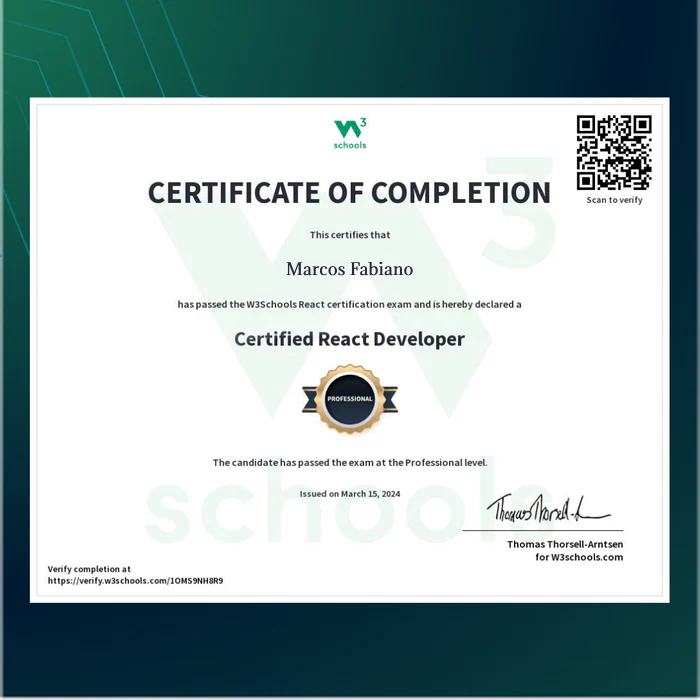 W3
schools
Scan to verify
CERTIFICATE OF COMPLETION
This certifies that
Marcos Fabiano
has passed the W3Schools React certification exam and is hereby declared a
Certified React Developer
PROFESSIONAL
The candidate has passed the exam at the Professional level.
Issued on March 15, 2024
Thomas Thorsell-Arntsen
for W3schools.com
Verify completion at
https://verify.w3schools.com/1OMS9NH8R9